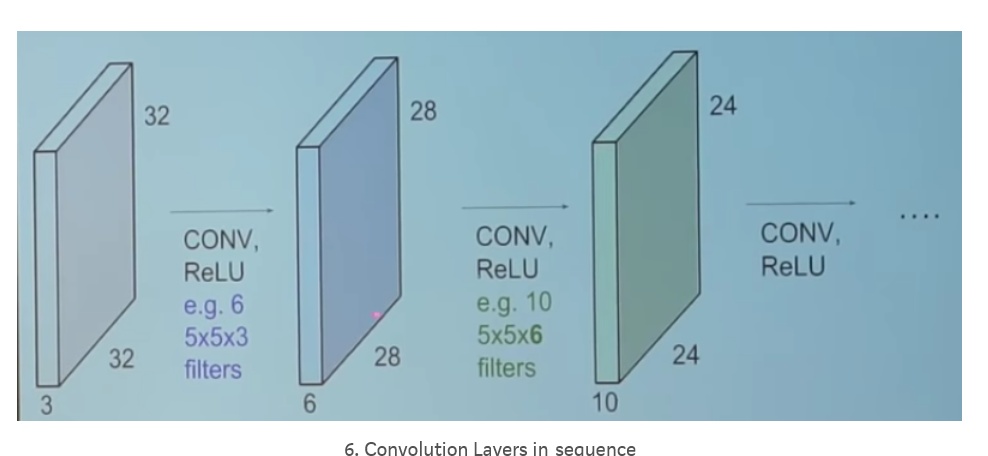 32
32
3
CONV,
ReLU
e.g. 6
5x5x3
filters
28
28
6
CONV,
ReLU
e.g. 10
5x5x6
filters
24
24
10
CONV,
ReLU
....
6. Convolution Layers in sequence